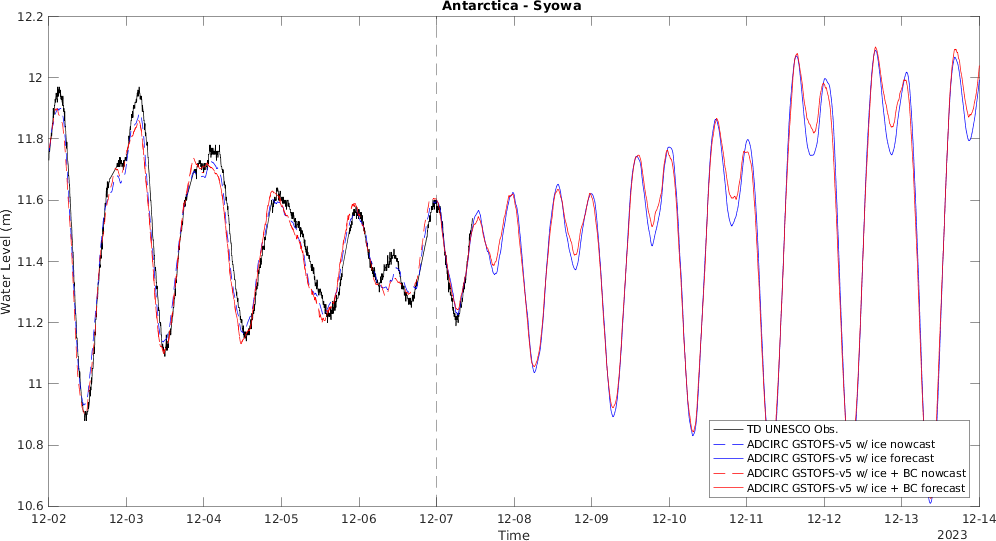 Antarctica - Syowa
12.2
12
11.8
11.6
11.4
11.2
11
10.8
10.6
Water Level (m)
TD UNESCO Obs.
ADCIRC GSTOFS-v5 w/ ice nowcast
ADCIRC GSTOFS-v5 w/ ice forecast
ADCIRC GSTOFS-v5 w/ ice + BC nowcast
ADCIRC GSTOFS-v5 w/ ice + BC forecast
12-02 12-03 12-04 12-05 12-06 12-07 12-08 12-09 12-10 12-11 12-12 12-13 12-14
Time
2023